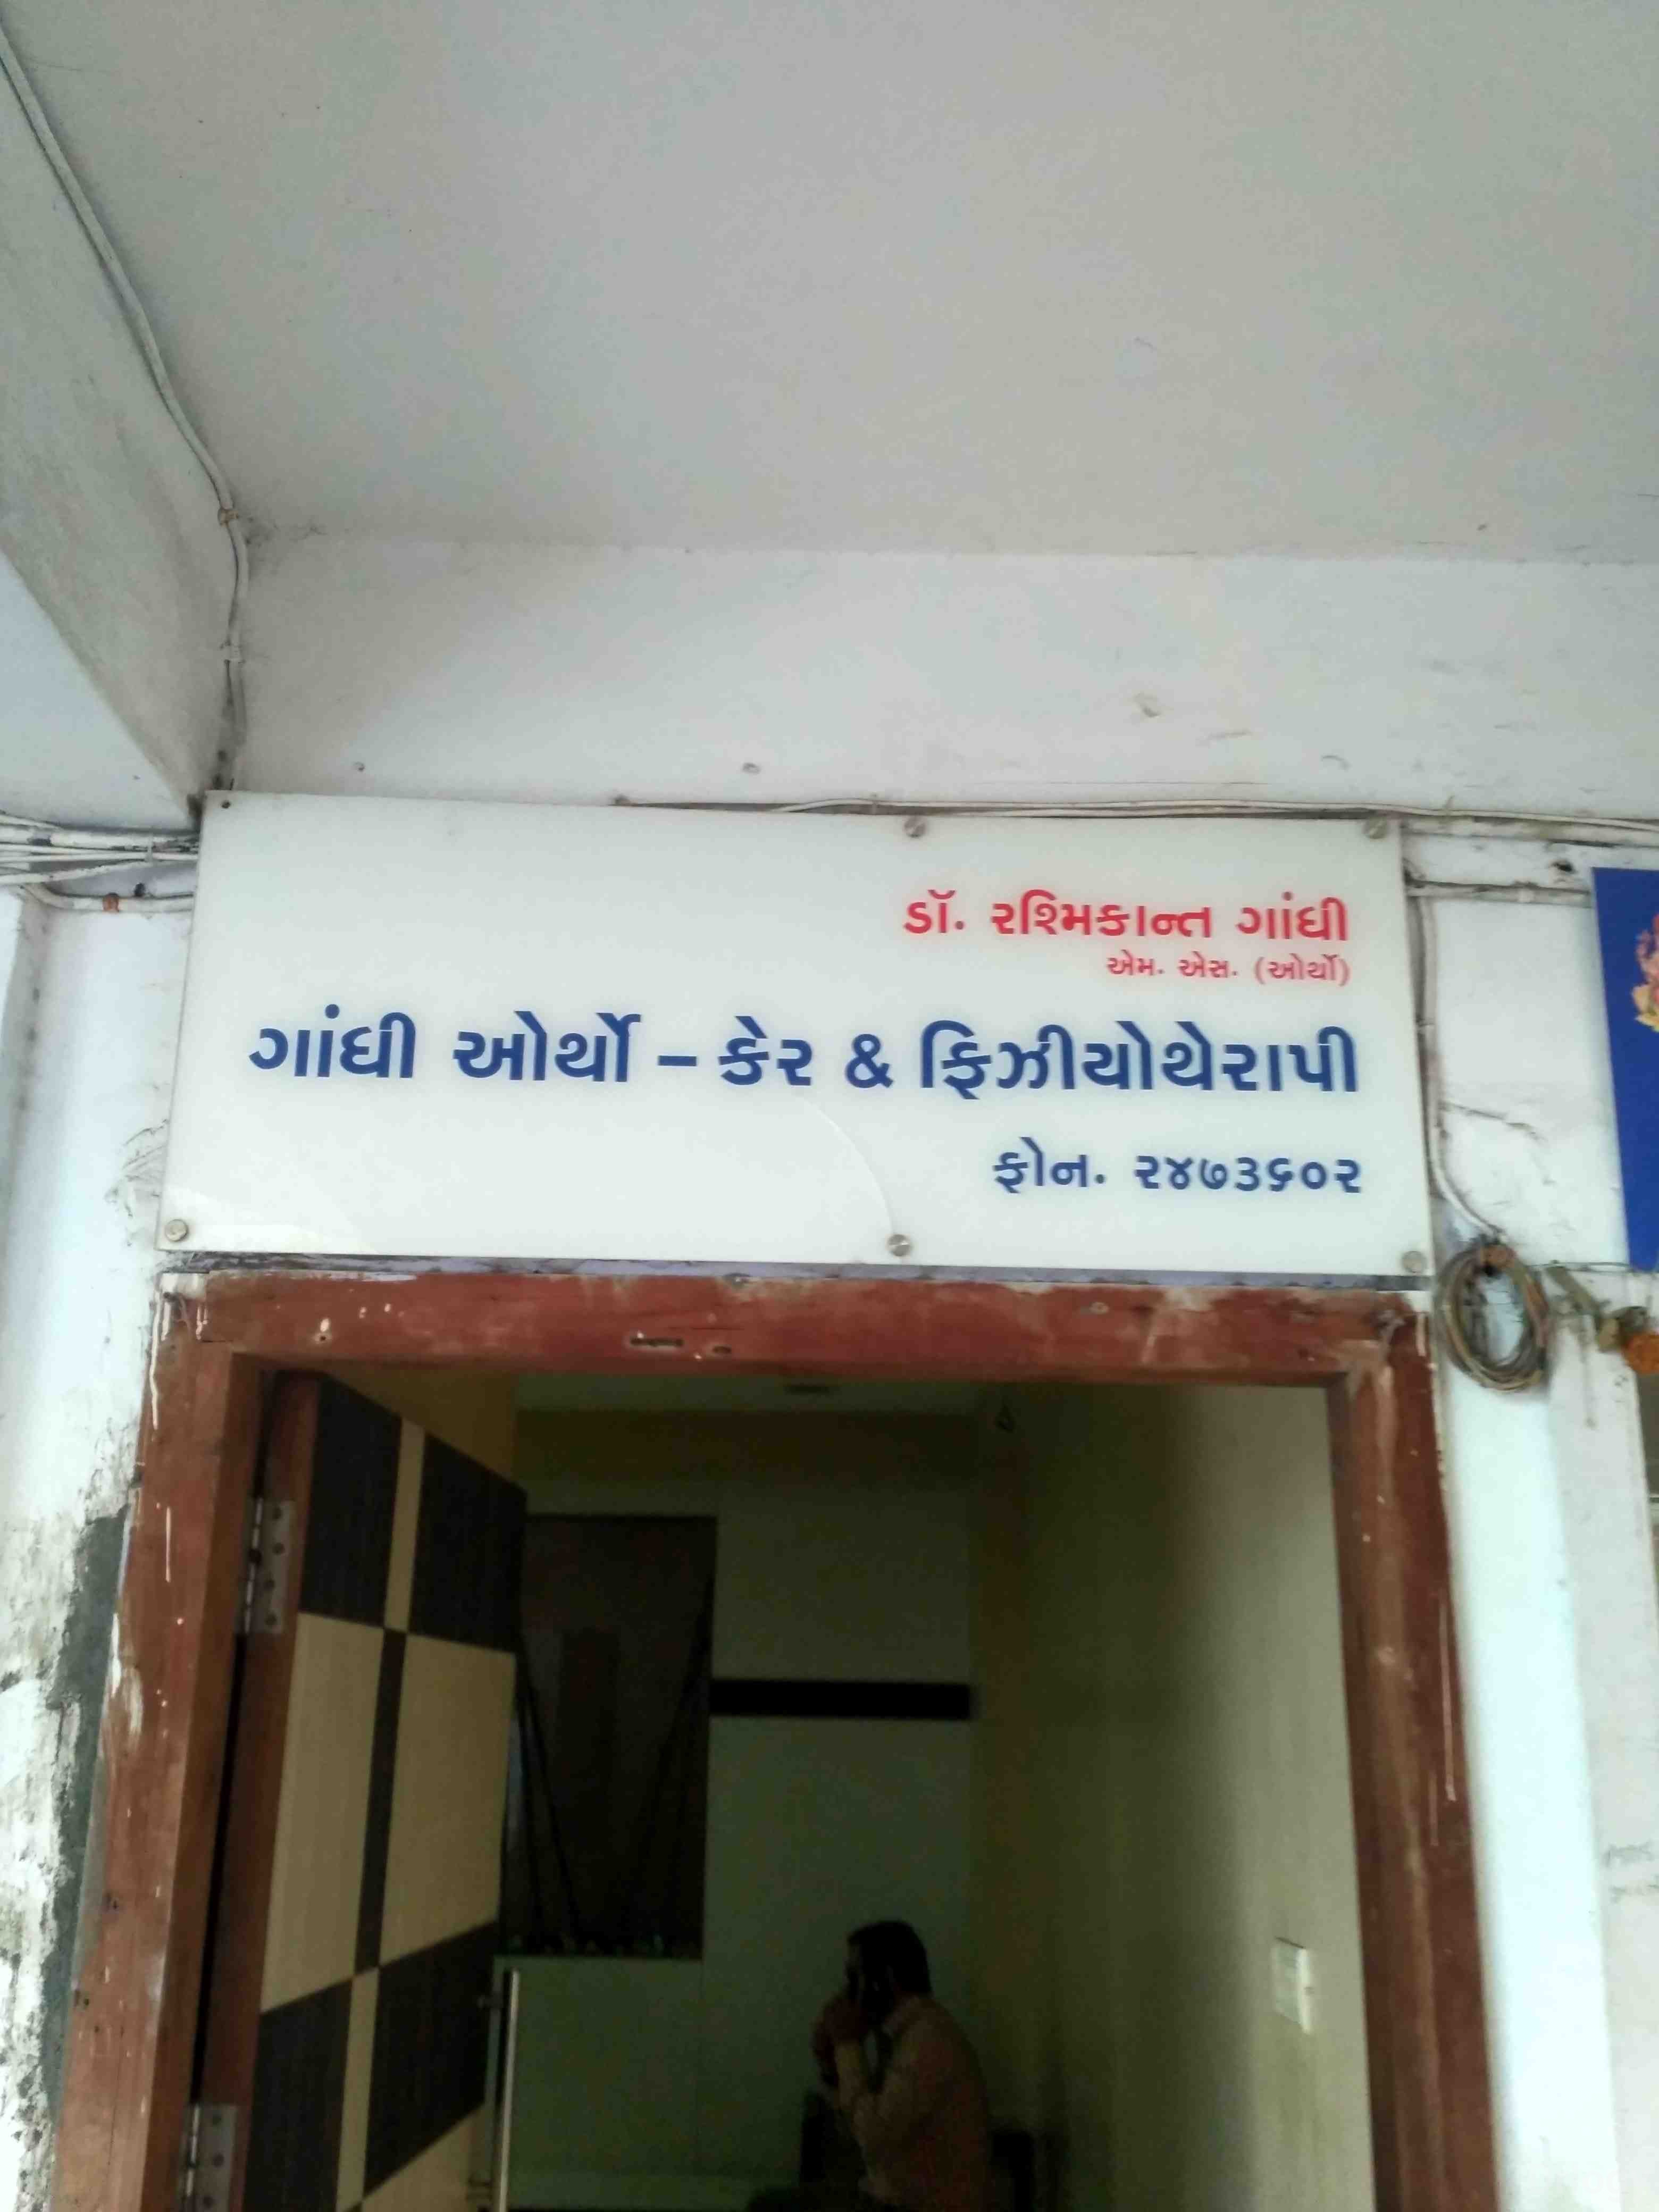 ડૉ. રશ્મિકાન્ત ગાંધી
એમ. એસ. (ઓર્થો)
ગાંધી ઓર્થો – કેર & ફિઝીયોથેરાપી
ફોન. ૨૪૭૩૬૦૨